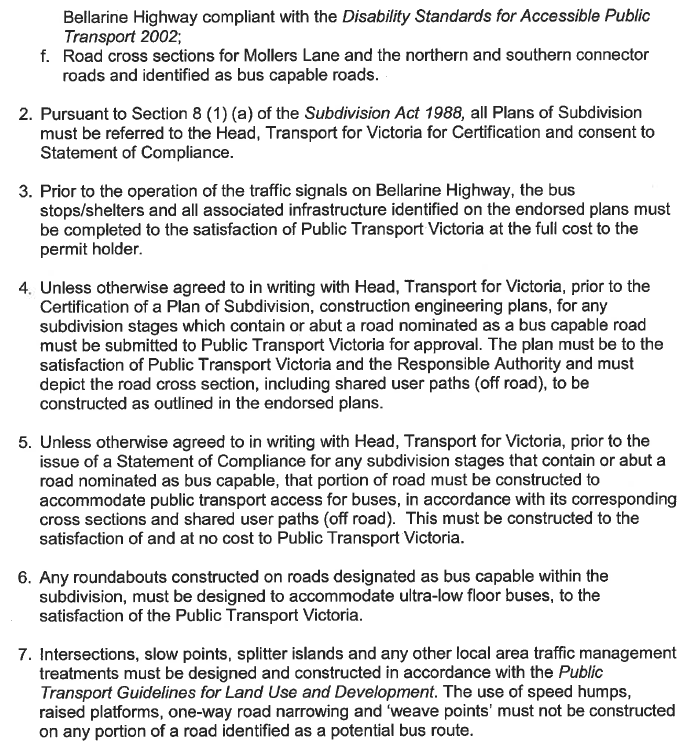 Bellarine Highway compliant with the Disability Standards for Accessible Public
Transport 2002;
f. Road cross sections for Mollers Lane and the northern and southern connector
roads and identified as bus capable roads.
2. Pursuant to Section 8 (1) (a) of the Subdivision Act 1988, all Plans of Subdivision
must be referred to the Head, Transport for Victoria for Certification and consent to
Statement of Compliance.
3. Prior to the operation of the traffic signals on Bellarine Highway, the bus
stops/shelters and all associated infrastructure identified on the endorsed plans must
be completed to the satisfaction of Public Transport Victoria at the full cost to the
permit holder.
4. Unless otherwise agreed to in writing with Head, Transport for Victoria, prior to the
Certification of a Plan of Subdivision, construction engineering plans, for any
subdivision stages which contain or abut a road nominated as a bus capable road
must be submitted to Public Transport Victoria for approval. The plan must be to the
satisfaction of Public Transport Victoria and the Responsible Authority and must
depict the road cross section, including shared user paths (off road), to be
constructed as outlined in the endorsed plans.
5. Unless otherwise agreed to in writing with Head, Transport for Victoria, prior to the
issue of a Statement of Compliance for any subdivision stages that contain or abut a
road nominated as bus capable, that portion of road must be constructed to
accommodate public transport access for buses, in accordance with its corresponding
cross sections and shared user paths (off road). This must be constructed to the
satisfaction of and at no cost to Public Transport Victoria.
6. Any roundabouts constructed on roads designated as bus capable within the
subdivision, must be designed to accommodate ultra-low floor buses, to the
satisfaction of the Public Transport Victoria.
7. Intersections, slow points, splitter islands and any other local area traffic management
treatments must be designed and constructed in accordance with the Public
Transport Guidelines for Land Use and Development. The use of speed humps,
raised platforms, one-way road narrowing and 'weave points' must not be constructed
on any portion of a road identified as a potential bus route.